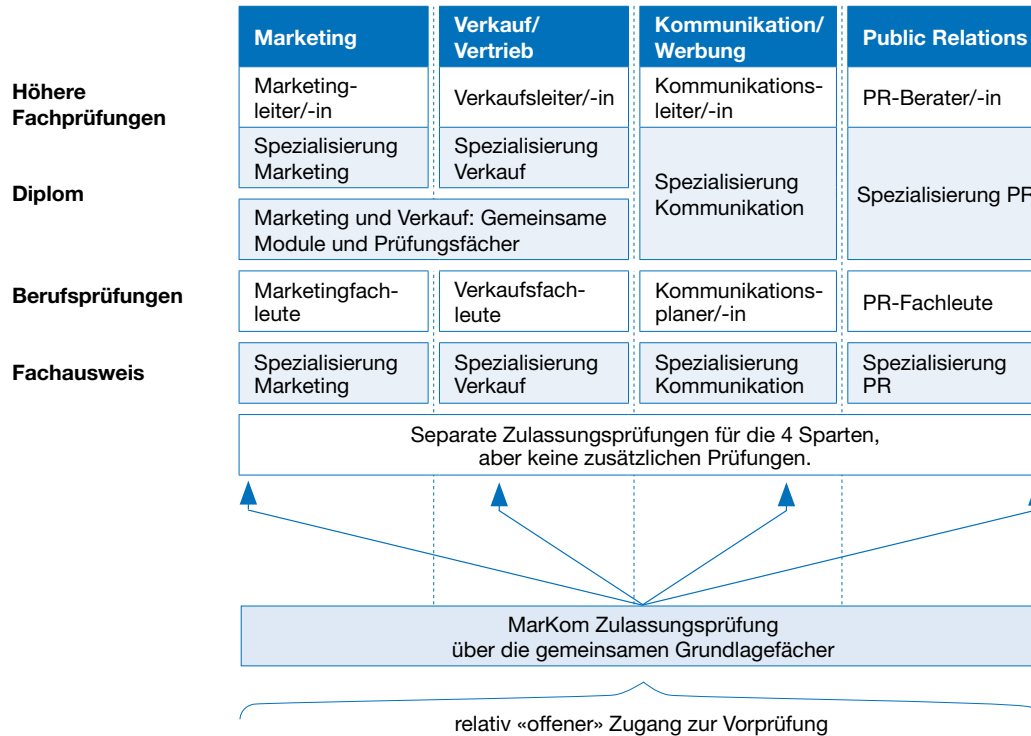 Marketing
Verkauf/
Vertrieb
Kommunikation/
Werbung
Public Relations
Höhere
Fachprüfungen
Marketing-
leiter/-in
Verkaufsleiter/-in
Kommunikations-
leiter/-in
PR-Berater/-in
Diplom
Spezialisierung
Marketing
Spezialisierung
Verkauf
Spezialisierung
Kommunikation
Spezialisierung PR
Marketing und Verkauf: Gemeinsame
Module und Prüfungsfächer
Berufsprüfungen
Marketingfach-
leute
Verkaufsfach-
leute
Kommunikations-
planer/-in
PR-Fachleute
Fachausweis
Spezialisierung
Marketing
Spezialisierung
Verkauf
Spezialisierung
Kommunikation
Spezialisierung
PR
Separate Zulassungsprüfungen für die 4 Sparten,
aber keine zusätzlichen Prüfungen.
MarKom Zulassungsprüfung
über die gemeinsamen Grundlagefächer
relativ «offener» Zugang zur Vorprüfung